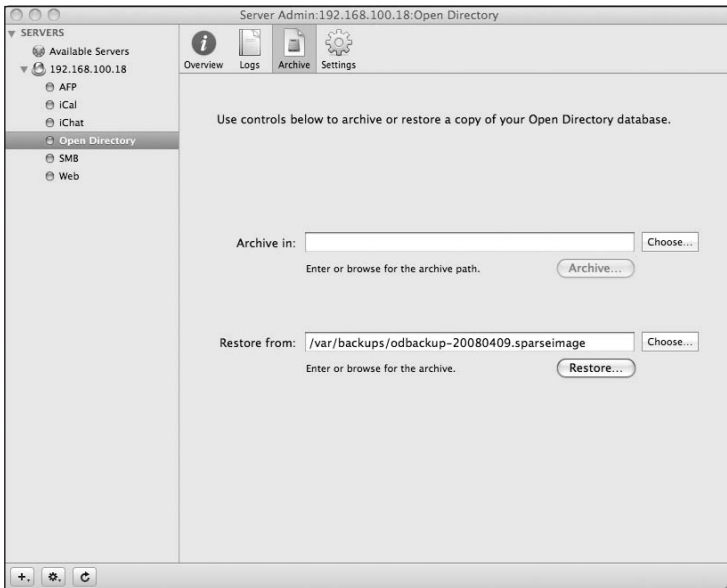 Server Admin:192.168.100.18:Open Directory
SERVERS
Available Servers
192.168.100.18
AFP
iCal
iChat
Open Directory
SMB
Web
Overview Logs Archive Settings
Use controls below to archive or restore a copy of your Open Directory database.
Archive in: Choose...
Enter or browse for the archive path. Archive...
Restore from: /var/backups/odbackup-20080409.sparseimage Choose...
Enter or browse for the archive. Restore...